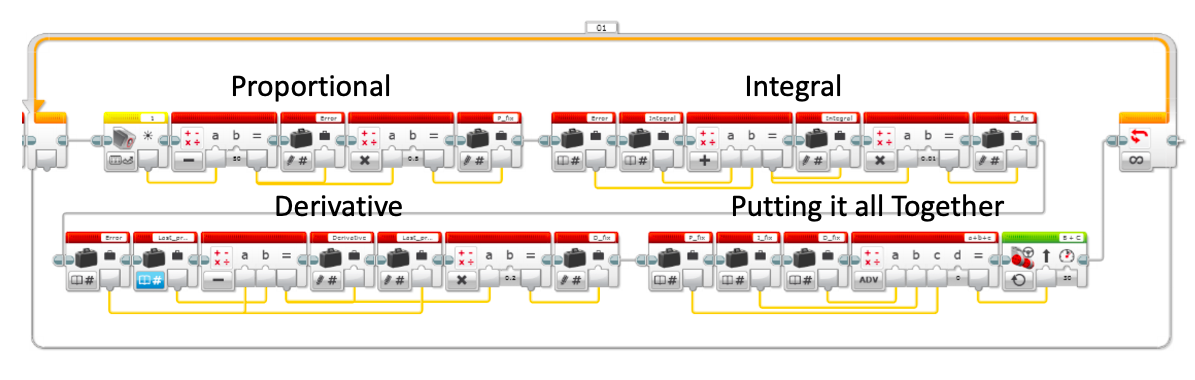 01
Proportional
Integral
1 Error P_fix
a b = a b =
50 0.5
#  #
Error Integral Integral I_fix
a b = a b =
0.01
# # # #
Derivative
Putting it all Together
Error Last_pr... Derivative Last_pr... D_fix
a b = a b =
0.2
# # # # #
P_fix I_fix D_fix a+b+c B + C
a b c d =
# # # ADV 0 30